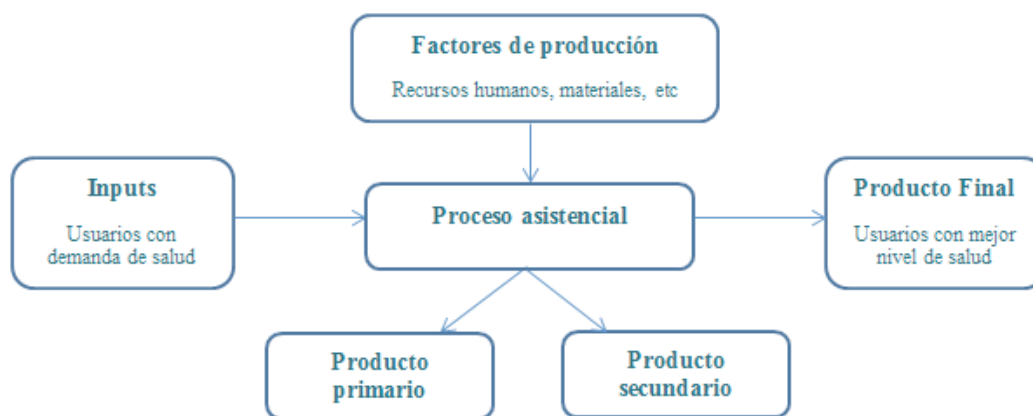 Factores de producción
Recursos humanos, materiales, etc
Inputs
Usuarios con
demanda de salud
Proceso asistencial
Producto Final
Usuarios con mejor
nivel de salud
Producto
primario
Producto
secundario